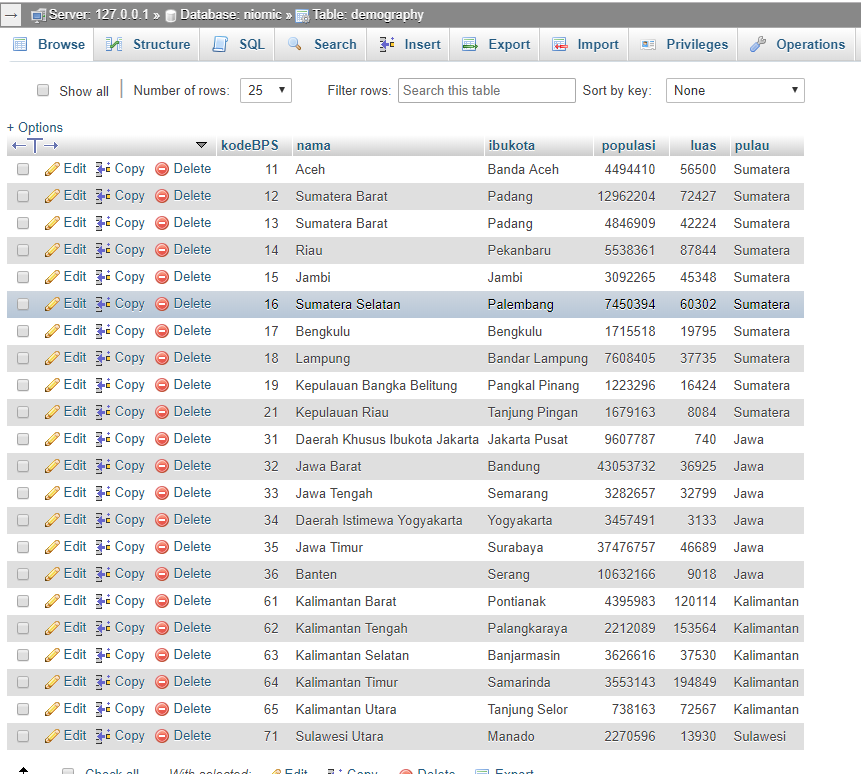 Server: 127.0.0.1 » Database: niomic » Table: demography
Browse Structure SQL Search Insert Export Import Privileges Operations
Show all Number of rows: 25 Filter rows: Search this table Sort by key: None
+ Options
←T→ kodeBPS nama ibukota populasi luas pulau
Edit Copy Delete 11 Aceh Banda Aceh 4494410 56500 Sumatera
Edit Copy Delete 12 Sumatera Barat Padang 12962204 72427 Sumatera
Edit Copy Delete 13 Sumatera Barat Padang 4846909 42224 Sumatera
Edit Copy Delete 14 Riau Pekanbaru 5538361 87844 Sumatera
Edit Copy Delete 15 Jambi Jambi 3092265 45348 Sumatera
Edit Copy Delete 16 Sumatera Selatan Palembang 7450394 60302 Sumatera
Edit Copy Delete 17 Bengkulu Bengkulu 1715518 19795 Sumatera
Edit Copy Delete 18 Lampung Bandar Lampung 7608405 37735 Sumatera
Edit Copy Delete 19 Kepulauan Bangka Belitung Pangkal Pinang 1223296 16424 Sumatera
Edit Copy Delete 21 Kepulauan Riau Tanjung Pingan 1679163 8084 Sumatera
Edit Copy Delete 31 Daerah Khusus Ibukota Jakarta Jakarta Pusat 9607787 740 Jawa
Edit Copy Delete 32 Jawa Barat Bandung 43053732 36925 Jawa
Edit Copy Delete 33 Jawa Tengah Semarang 3282657 32799 Jawa
Edit Copy Delete 34 Daerah Istimewa Yogyakarta Yogyakarta 3457491 3133 Jawa
Edit Copy Delete 35 Jawa Timur Surabaya 37476757 46689 Jawa
Edit Copy Delete 36 Banten Serang 10632166 9018 Jawa
Edit Copy Delete 61 Kalimantan Barat Pontianak 4395983 120114 Kalimantan
Edit Copy Delete 62 Kalimantan Tengah Palangkaraya 2212089 153564 Kalimantan
Edit Copy Delete 63 Kalimantan Selatan Banjarmasin 3626616 37530 Kalimantan
Edit Copy Delete 64 Kalimantan Timur Samarinda 3553143 194849 Kalimantan
Edit Copy Delete 65 Kalimantan Utara Tanjung Selor 738163 72567 Kalimantan
Edit Copy Delete 71 Sulawesi Utara Manado 2270596 13930 Sulawesi
Check all With selected: Edit Copy Delete Export